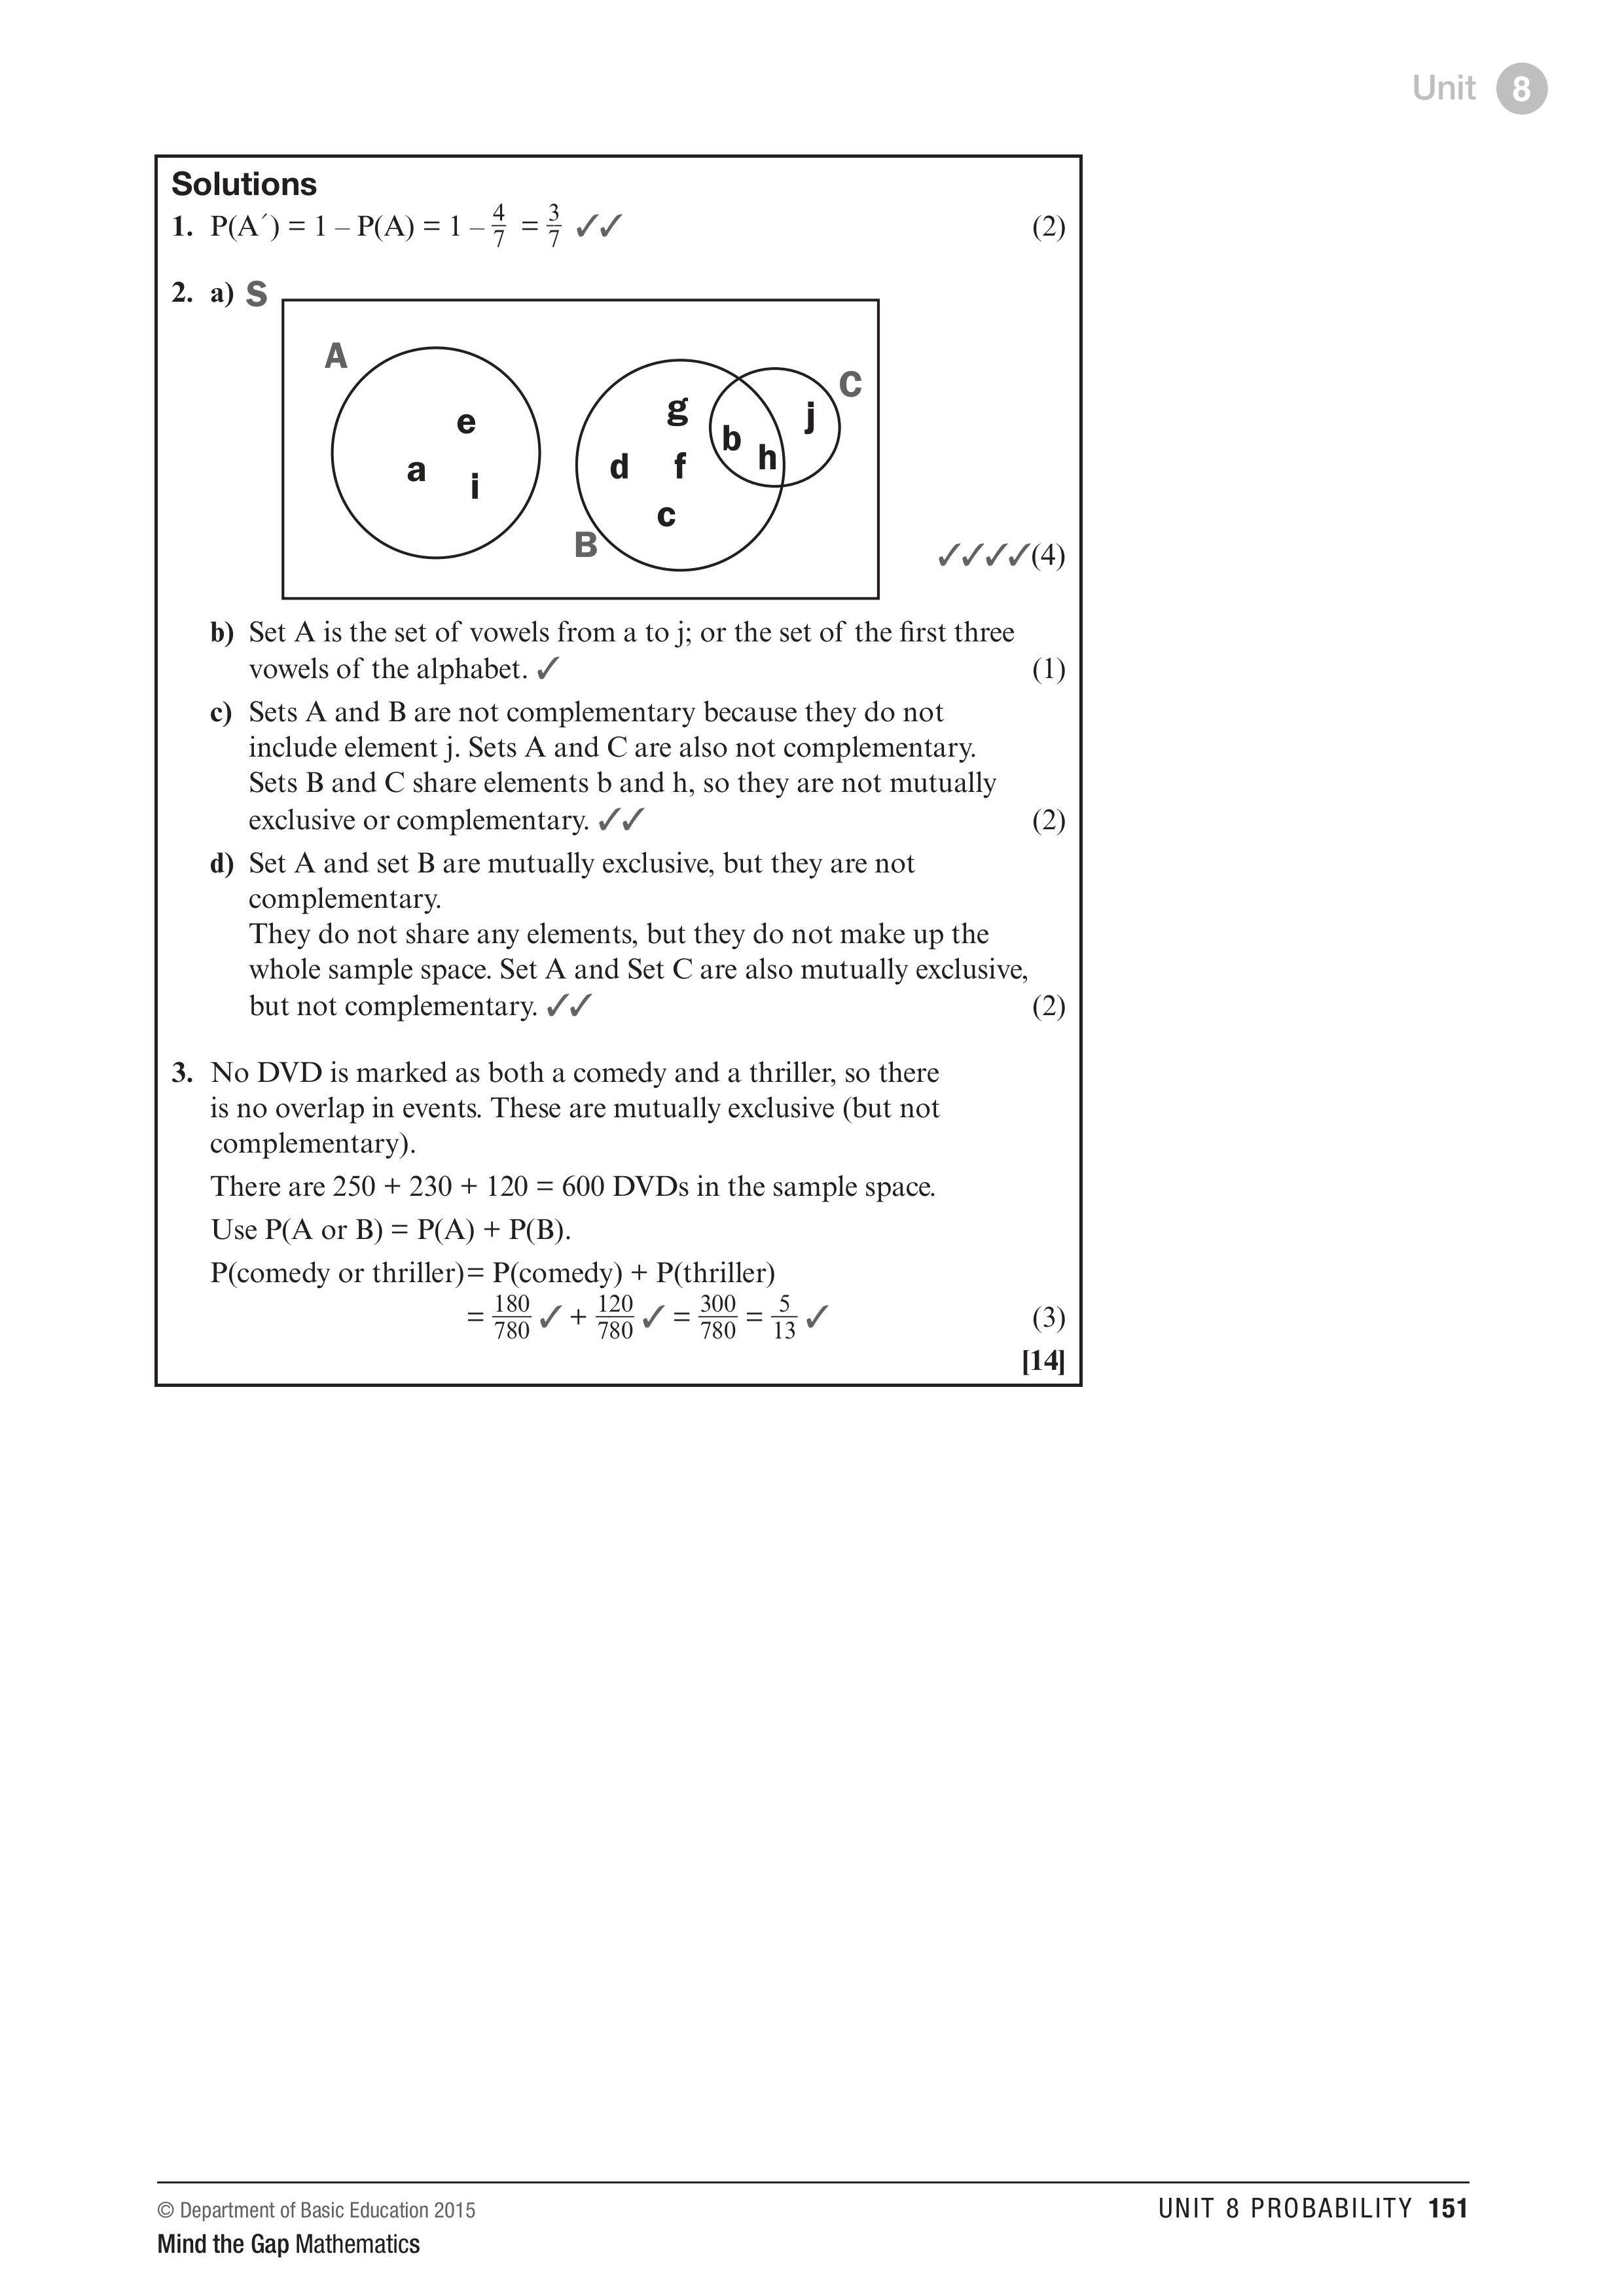 Unit 8
Solutions
1. P(A´) = 1 – P(A) = 1 – 4/7 = 3/7 ✓✓ (2)
2. a) S
A
C
e
g
j
b
a
d
f
h
i
c
B
✓✓✓✓(4)
b) Set A is the set of vowels from a to j; or the set of the first three
vowels of the alphabet. ✓ (1)
c) Sets A and B are not complementary because they do not
include element j. Sets A and C are also not complementary.
Sets B and C share elements b and h, so they are not mutually
exclusive or complementary. ✓✓ (2)
d) Set A and set B are mutually exclusive, but they are not
complementary.
They do not share any elements, but they do not make up the
whole sample space. Set A and Set C are also mutually exclusive,
but not complementary. ✓✓ (2)
3. No DVD is marked as both a comedy and a thriller, so there
is no overlap in events. These are mutually exclusive (but not
complementary).
There are 250 + 230 + 120 = 600 DVDs in the sample space.
Use P(A or B) = P(A) + P(B).
P(comedy or thriller)= P(comedy) + P(thriller)
= 180/780 ✓ + 120/780 ✓ = 300/780 = 5/13 ✓ (3)
[14]
© Department of Basic Education 2015
UNIT 8 PROBABILITY 151
Mind the Gap Mathematics